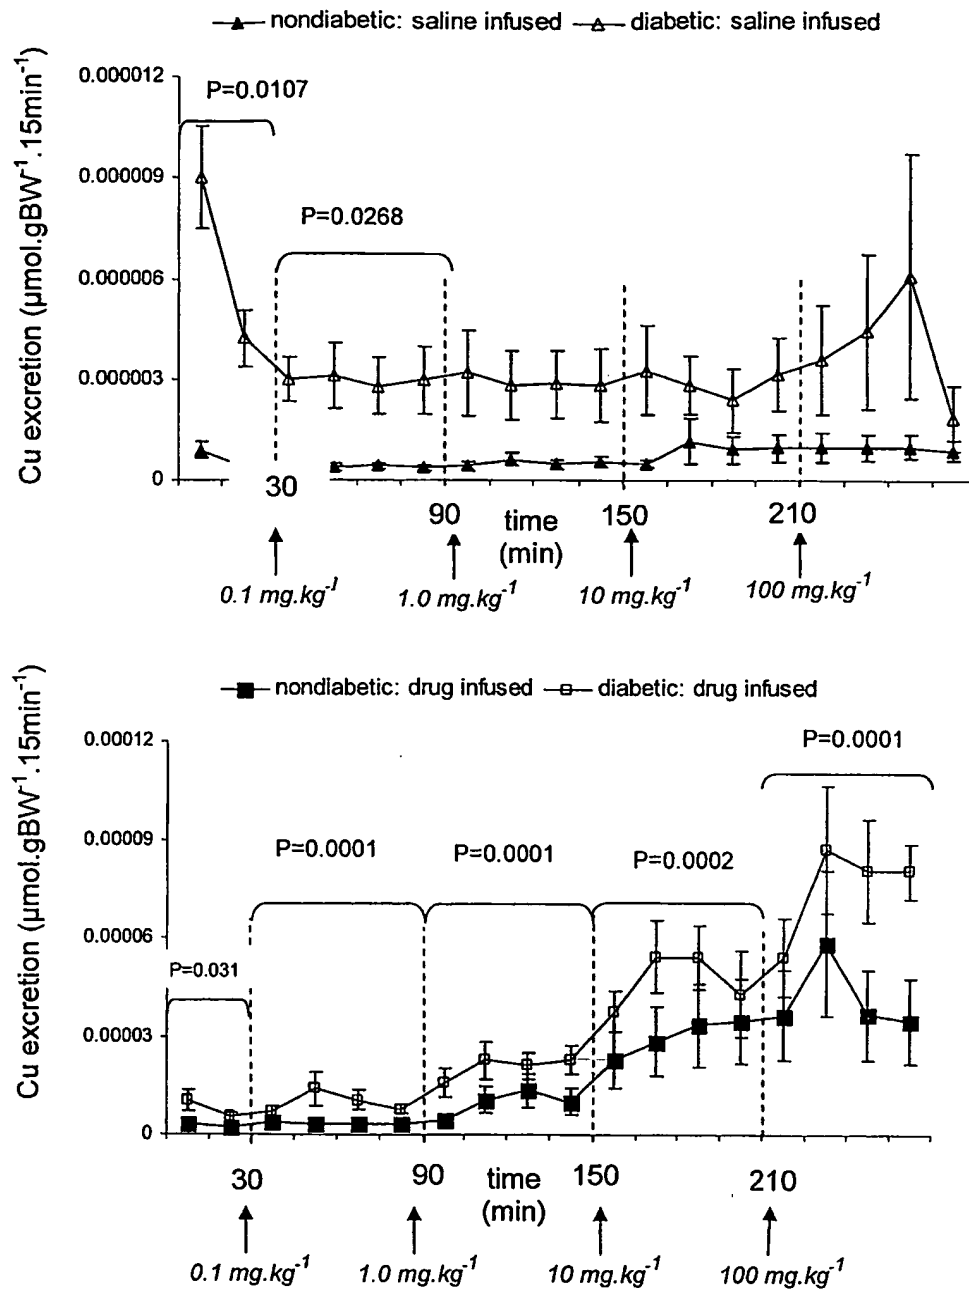 nondiabetic: saline infused diabetic: saline infused
Cu excretion (µmol.gBW⁻¹.15min⁻¹)
0.000012
0.000009
0.000006
0.000003
0
P=0.0107
P=0.0268
30
90
time
(min)
150
210
0.1 mg.kg⁻¹
1.0 mg.kg⁻¹
10 mg.kg⁻¹
100 mg.kg⁻¹
nondiabetic: drug infused diabetic: drug infused
Cu excretion (µmol.gBW⁻¹.15min⁻¹)
0.00012
0.00009
0.00006
0.00003
0
P=0.031
P=0.0001
P=0.0001
P=0.0002
P=0.0001
30
90
time
(min)
150
210
0.1 mg.kg⁻¹
1.0 mg.kg⁻¹
10 mg.kg⁻¹
100 mg.kg⁻¹